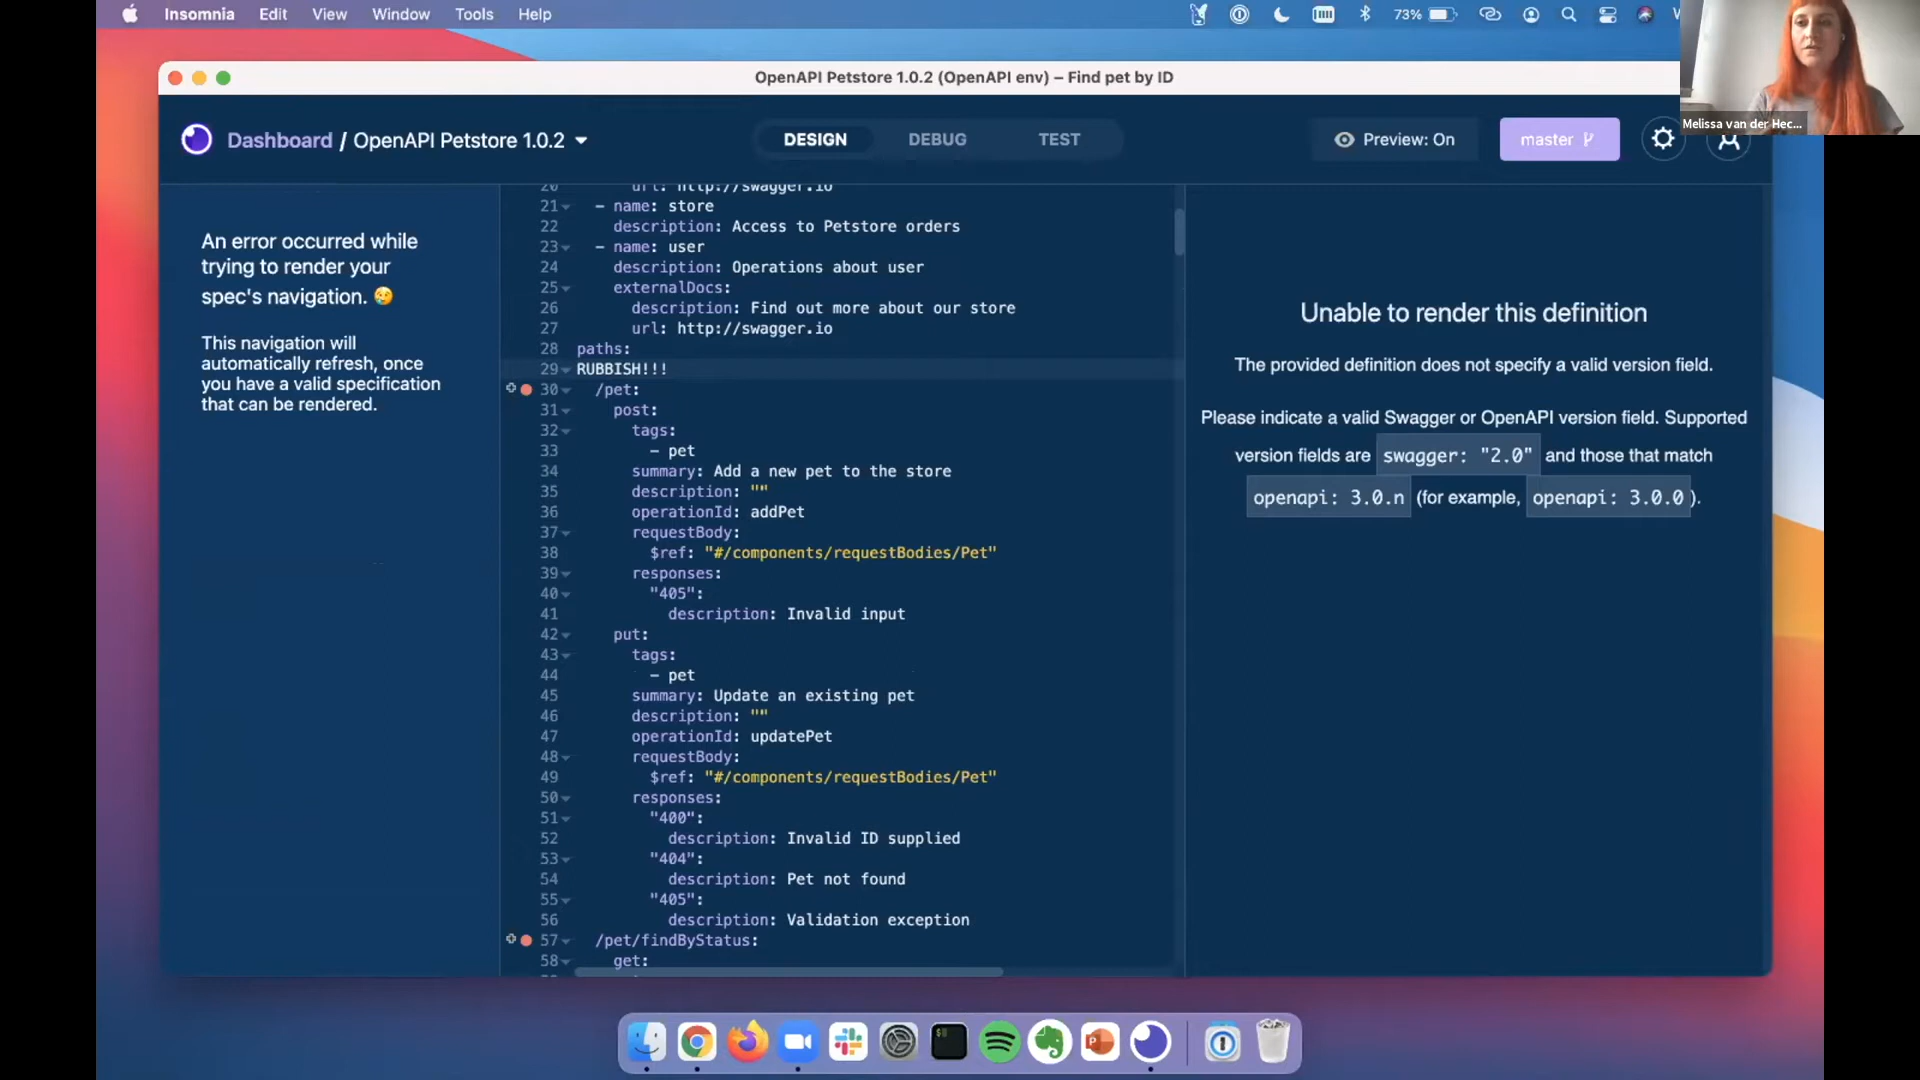 Insomnia Edit View Window Tools Help 73%
OpenAPI Petstore 1.0.2 (OpenAPI env) – Find pet by ID
Melissa van der Hec...
Dashboard / OpenAPI Petstore 1.0.2
DESIGN DEBUG TEST
Preview: On
master
An error occurred while
trying to render your
spec's navigation. 😢
This navigation will
automatically refresh, once
you have a valid specification
that can be rendered.
20 url: http://swagger.io
21 - name: store
22 description: Access to Petstore orders
23 - name: user
24 description: Operations about user
25 externalDocs:
26 description: Find out more about our store
27 url: http://swagger.io
28 paths:
29 RUBBISH!!!
30 /pet:
31 post:
32 tags:
33 - pet
34 summary: Add a new pet to the store
35 description: ""
36 operationId: addPet
37 requestBody:
38 $ref: "#/components/requestBodies/Pet"
39 responses:
40 "405":
41 description: Invalid input
42 put:
43 tags:
44 - pet
45 summary: Update an existing pet
46 description: ""
47 operationId: updatePet
48 requestBody:
49 $ref: "#/components/requestBodies/Pet"
50 responses:
51 "400":
52 description: Invalid ID supplied
53 "404":
54 description: Pet not found
55 "405":
56 description: Validation exception
57 /pet/findByStatus:
58 get:
Unable to render this definition
The provided definition does not specify a valid version field.
Please indicate a valid Swagger or OpenAPI version field. Supported
version fields are swagger: "2.0" and those that match
openapi: 3.0.n (for example, openapi: 3.0.0).